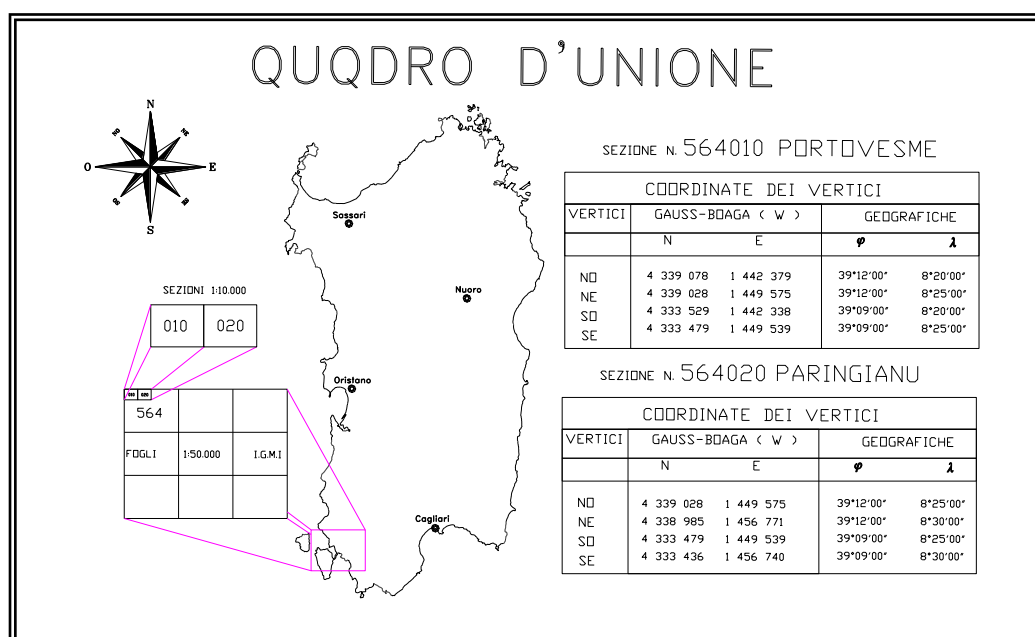 QUQDRO D'UNIONE
N
NO
NE
O
E
SO
SE
S
Sassari
Nuoro
Oristano
Cagliari
SEZIONI 1:10.000
010 020
010 020
564
FOGLI 1:50.000 I.G.M.I
SEZIONE N. 564010 PORTOVESME
COORDINATE DEI VERTICI
VERTICI GAUSS-BOAGA ( W ) GEOGRAFICHE
N E φ λ
NO 4 339 078 1 442 379 39°12'00" 8°20'00"
NE 4 339 028 1 449 575 39°12'00" 8°25'00"
SO 4 333 529 1 442 338 39°09'00" 8°20'00"
SE 4 333 479 1 449 539 39°09'00" 8°25'00"
SEZIONE N. 564020 PARINGIANU
COORDINATE DEI VERTICI
VERTICI GAUSS-BOAGA ( W ) GEOGRAFICHE
N E φ λ
NO 4 339 028 1 449 575 39°12'00" 8°25'00"
NE 4 338 985 1 456 771 39°12'00" 8°30'00"
SO 4 333 479 1 449 539 39°09'00" 8°25'00"
SE 4 333 436 1 456 740 39°09'00" 8°30'00"